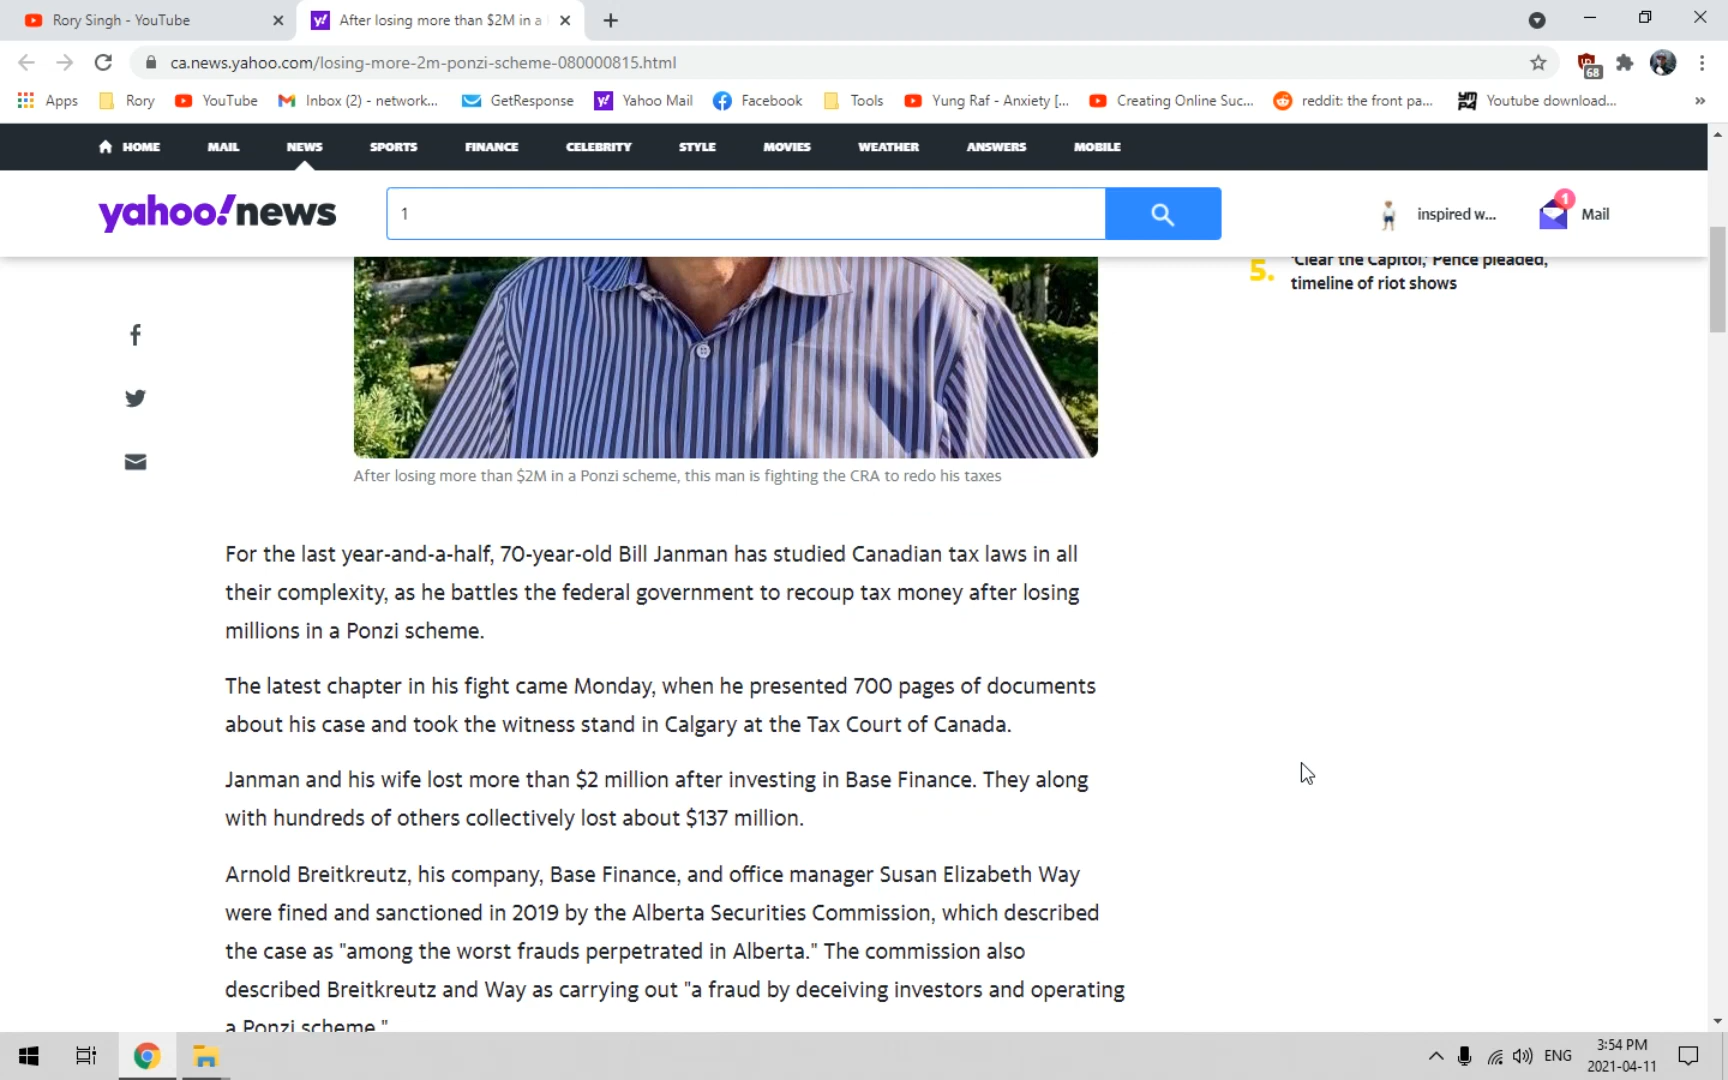 Rory Singh - YouTube
After losing more than $2M in a
ca.news.yahoo.com/losing-more-2m-ponzi-scheme-080000815.html
68
Apps Rory YouTube Inbox (2) - network... GetResponse Yahoo Mail Facebook Tools Yung Raf - Anxiety [... Creating Online Suc... reddit: the front pa... Youtube download... »
HOME MAIL NEWS SPORTS FINANCE CELEBRITY STYLE MOVIES WEATHER ANSWERS MOBILE
yahoo!news
1
inspired w...
1
Mail
5. 'Clear the Capitol,' Pence pleaded,
timeline of riot shows
After losing more than $2M in a Ponzi scheme, this man is fighting the CRA to redo his taxes
For the last year-and-a-half, 70-year-old Bill Janman has studied Canadian tax laws in all
their complexity, as he battles the federal government to recoup tax money after losing
millions in a Ponzi scheme.
The latest chapter in his fight came Monday, when he presented 700 pages of documents
about his case and took the witness stand in Calgary at the Tax Court of Canada.
Janman and his wife lost more than $2 million after investing in Base Finance. They along
with hundreds of others collectively lost about $137 million.
Arnold Breitkreutz, his company, Base Finance, and office manager Susan Elizabeth Way
were fined and sanctioned in 2019 by the Alberta Securities Commission, which described
the case as "among the worst frauds perpetrated in Alberta." The commission also
described Breitkreutz and Way as carrying out "a fraud by deceiving investors and operating
a Ponzi scheme."
ENG
3:54 PM
2021-04-11